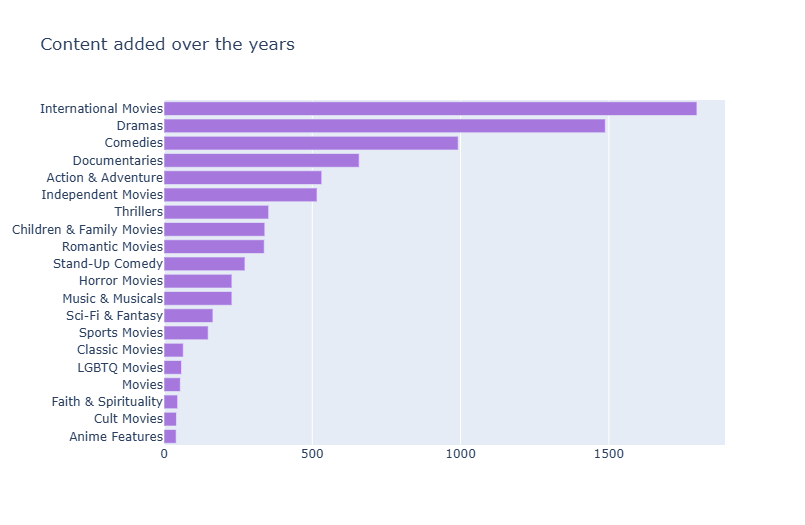 Content added over the years
International Movies
Dramas
Comedies
Documentaries
Action & Adventure
Independent Movies
Thrillers
Children & Family Movies
Romantic Movies
Stand-Up Comedy
Horror Movies
Music & Musicals
Sci-Fi & Fantasy
Sports Movies
Classic Movies
LGBTQ Movies
Movies
Faith & Spirituality
Cult Movies
Anime Features
0 500 1000 1500